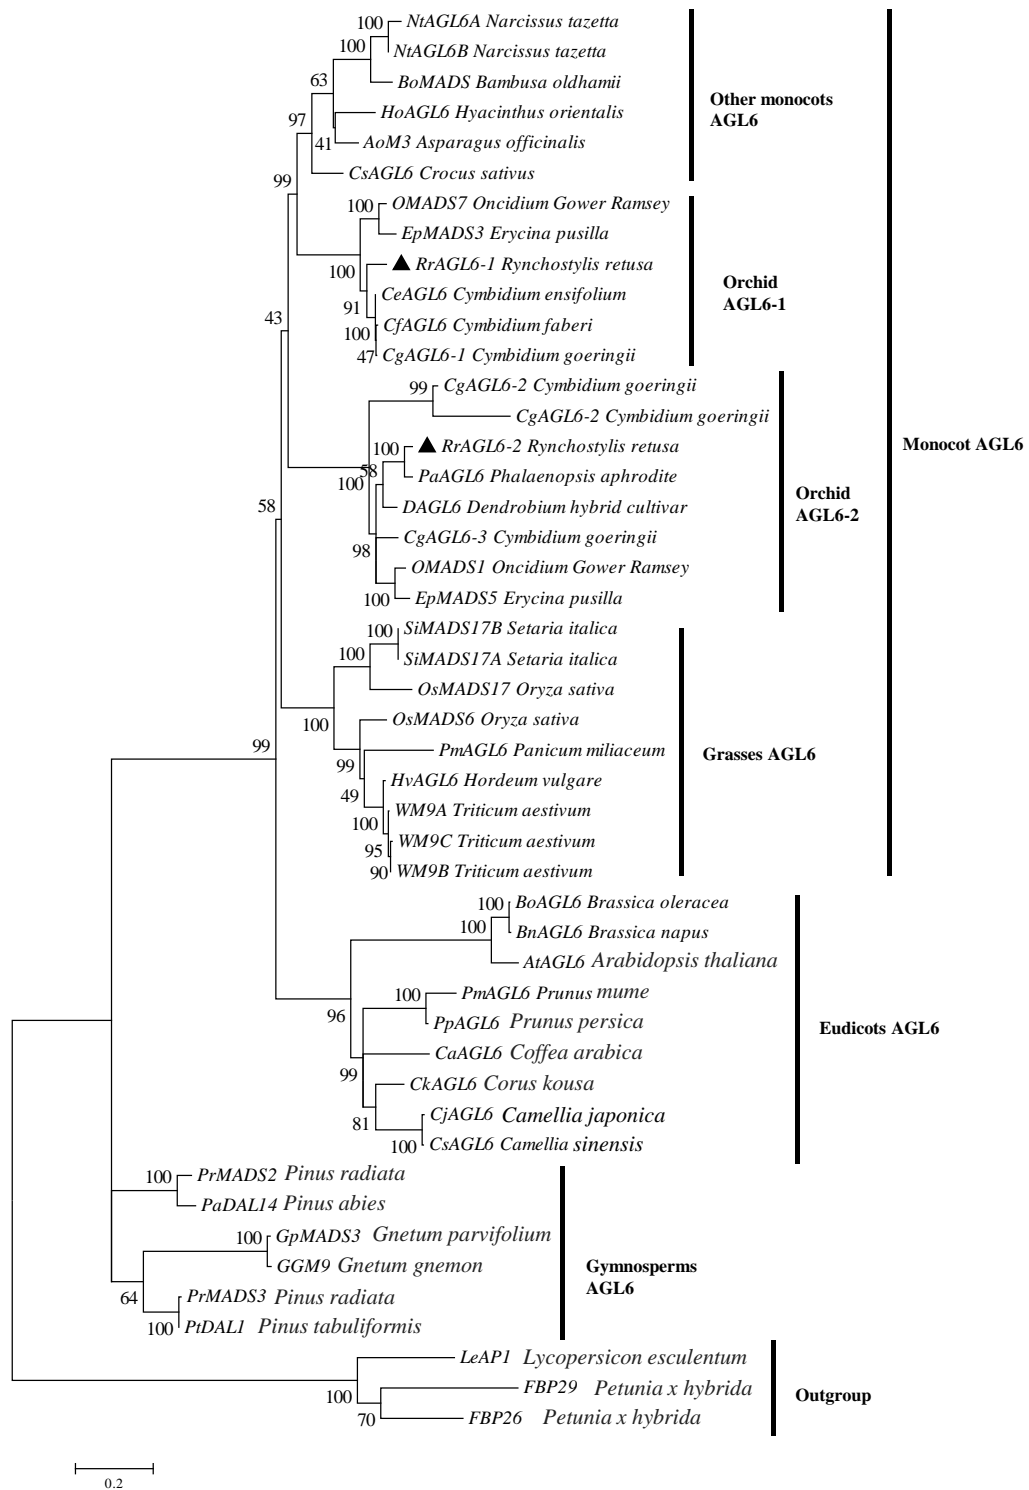 100 NtAGL6A Narcissus tazetta
100 NtAGL6B Narcissus tazetta
BoMADS Bambusa oldhamii
63
Other monocots
AGL6
HoAGL6 Hyacinthus orientalis
97
41 AoM3 Asparagus officinalis
CsAGL6 Crocus sativus
99
100 OMADS7 Oncidium Gower Ramsey
EpMADS3 Erycina pusilla
100 ▲ RrAGL6-1 Rynchostylis retusa
Orchid
AGL6-1
91 CeAGL6 Cymbidium ensifolium
43
100 CfAGL6 Cymbidium faberi
47 CgAGL6-1 Cymbidium goeringii
99 CgAGL6-2 Cymbidium goeringii
CgAGL6-2 Cymbidium goeringii
Monocot AGL6
100 ▲ RrAGL6-2 Rynchostylis retusa
58
100 PaAGL6 Phalaenopsis aphrodite
Orchid
AGL6-2
58
DAGL6 Dendrobium hybrid cultivar
98 CgAGL6-3 Cymbidium goeringii
OMADS1 Oncidium Gower Ramsey
100 EpMADS5 Erycina pusilla
100 SiMADS17B Setaria italica
100 SiMADS17A Setaria italica
OsMADS17 Oryza sativa
100 OsMADS6 Oryza sativa
99
PmAGL6 Panicum miliaceum
Grasses AGL6
99 HvAGL6 Hordeum vulgare
49
WM9A Triticum aestivum
100
WM9C Triticum aestivum
95
90 WM9B Triticum aestivum
100 BoAGL6 Brassica oleracea
100 BnAGL6 Brassica napus
AtAGL6 Arabidopsis thaliana
100 PmAGL6 Prunus mume
96 PpAGL6 Prunus persica
Eudicots AGL6
CaAGL6 Coffea arabica
99 CkAGL6 Corus kousa
CjAGL6 Camellia japonica
81
100 CsAGL6 Camellia sinensis
100 PrMADS2 Pinus radiata
PaDAL14 Pinus abies
100 GpMADS3 Gnetum parvifolium
GGM9 Gnetum gnemon
Gymnosperms
AGL6
64 PrMADS3 Pinus radiata
100 PtDAL1 Pinus tabuliformis
LeAP1 Lycopersicon esculentum
100 FBP29 Petunia x hybrida
Outgroup
70 FBP26 Petunia x hybrida
0.2